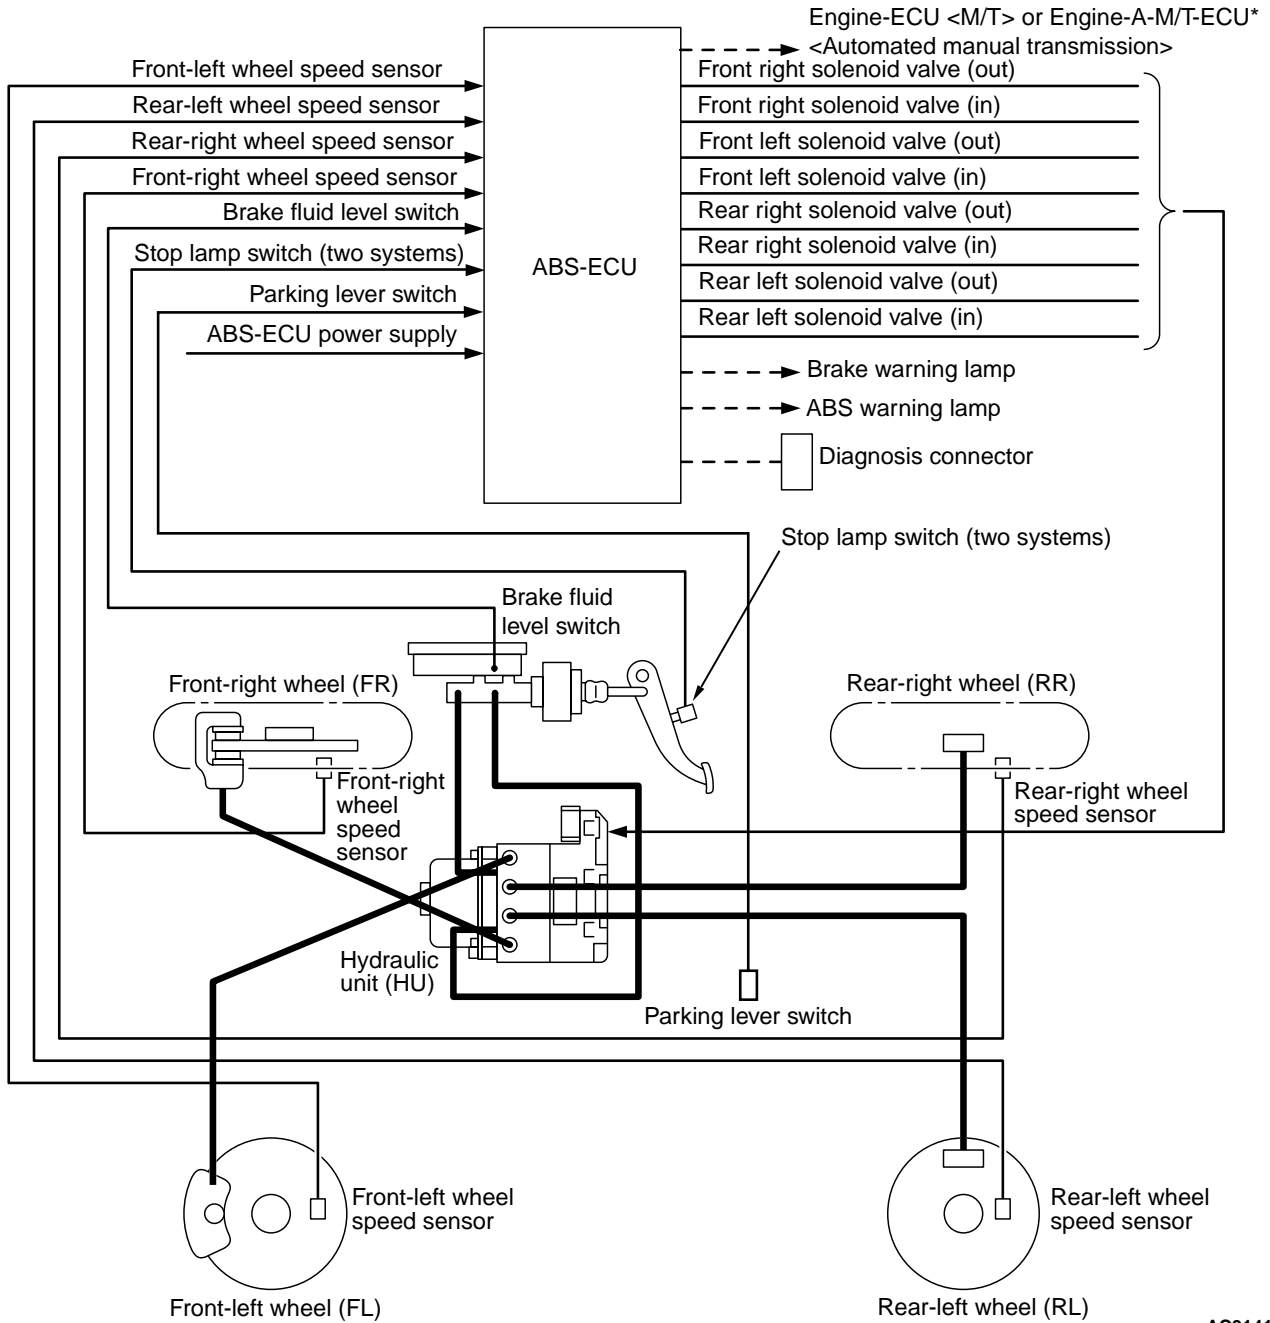 Engine-ECU <M/T> or Engine-A-M/T-ECU*
<Automated manual transmission>
Front-left wheel speed sensor
Rear-left wheel speed sensor
Rear-right wheel speed sensor
Front-right wheel speed sensor
Brake fluid level switch
Stop lamp switch (two systems)
Parking lever switch
ABS-ECU power supply
ABS-ECU
Front right solenoid valve (out)
Front right solenoid valve (in)
Front left solenoid valve (out)
Front left solenoid valve (in)
Rear right solenoid valve (out)
Rear right solenoid valve (in)
Rear left solenoid valve (out)
Rear left solenoid valve (in)
Brake warning lamp
ABS warning lamp
Diagnosis connector
Stop lamp switch (two systems)
Brake fluid
level switch
Front-right wheel (FR)
Rear-right wheel (RR)
Front-right
wheel
speed
sensor
Rear-right wheel
speed sensor
Hydraulic
unit (HU)
Parking lever switch
Front-left wheel
speed sensor
Rear-left wheel
speed sensor
Front-left wheel (FL)
Rear-left wheel (RL)